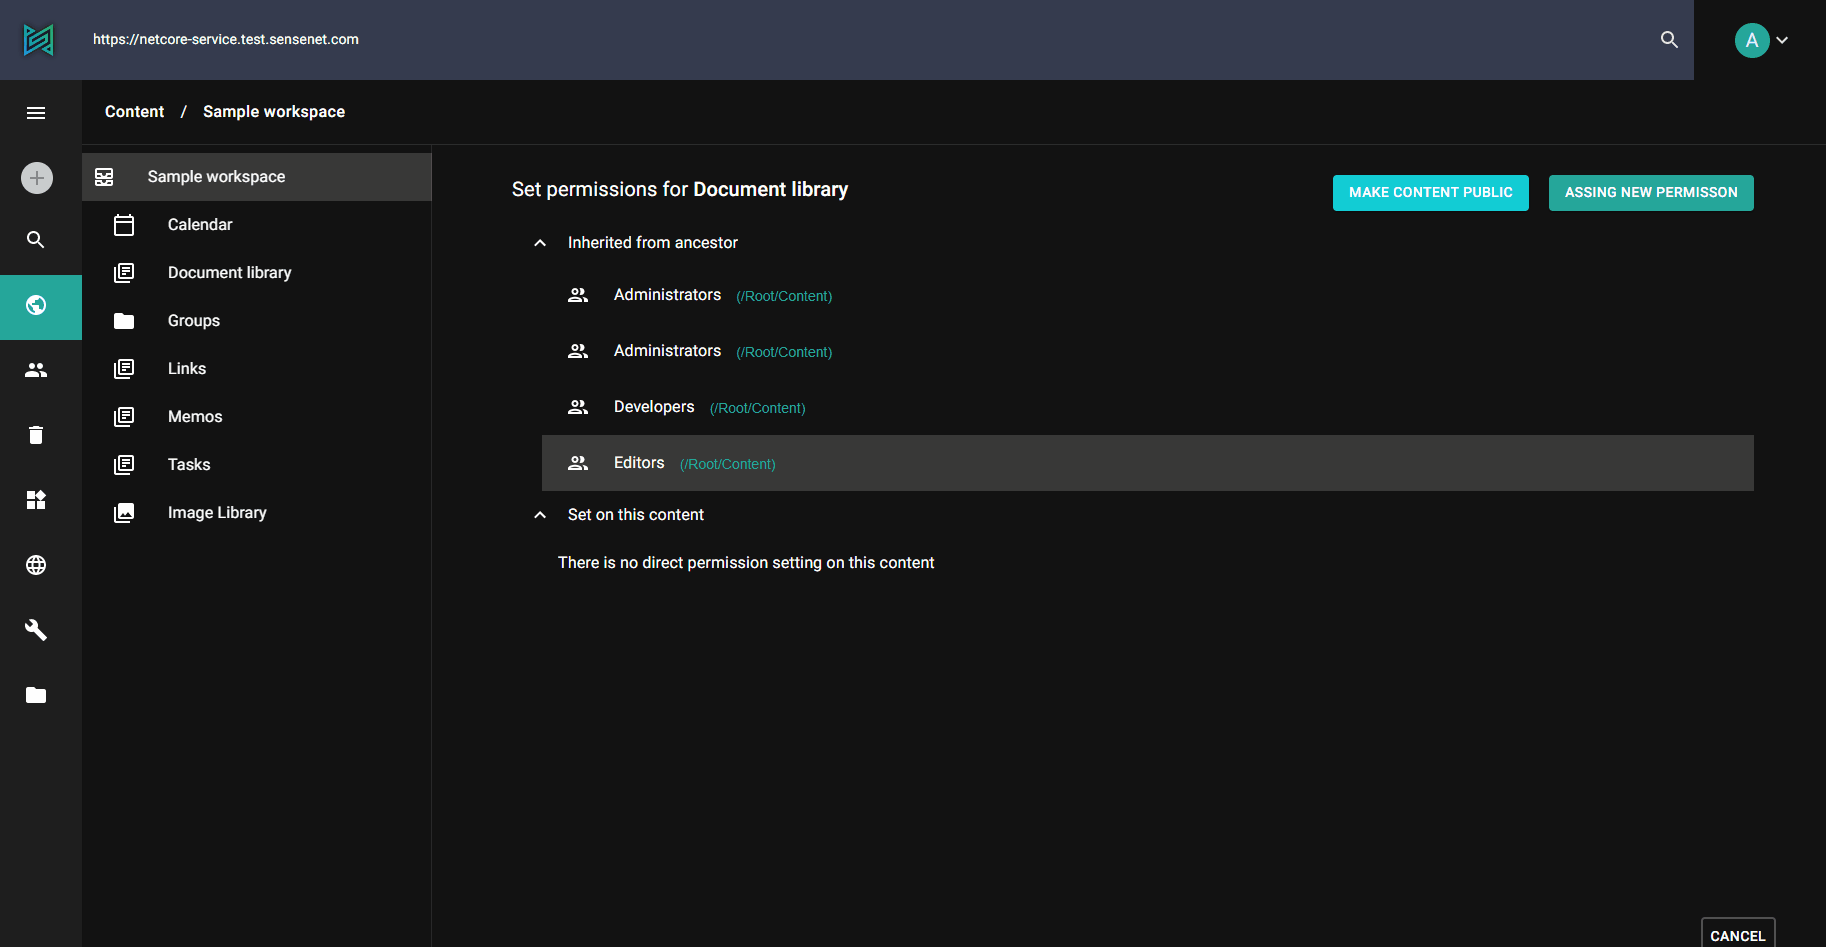 https://netcore-service.test.sensenet.com
A
Content / Sample workspace
Sample workspace
Calendar
Document library
Groups
Links
Memos
Tasks
Image Library
Set permissions for Document library
MAKE CONTENT PUBLIC
ASSING NEW PERMISSON
Inherited from ancestor
Administrators (/Root/Content)
Administrators (/Root/Content)
Developers (/Root/Content)
Editors (/Root/Content)
Set on this content
There is no direct permission setting on this content
CANCEL